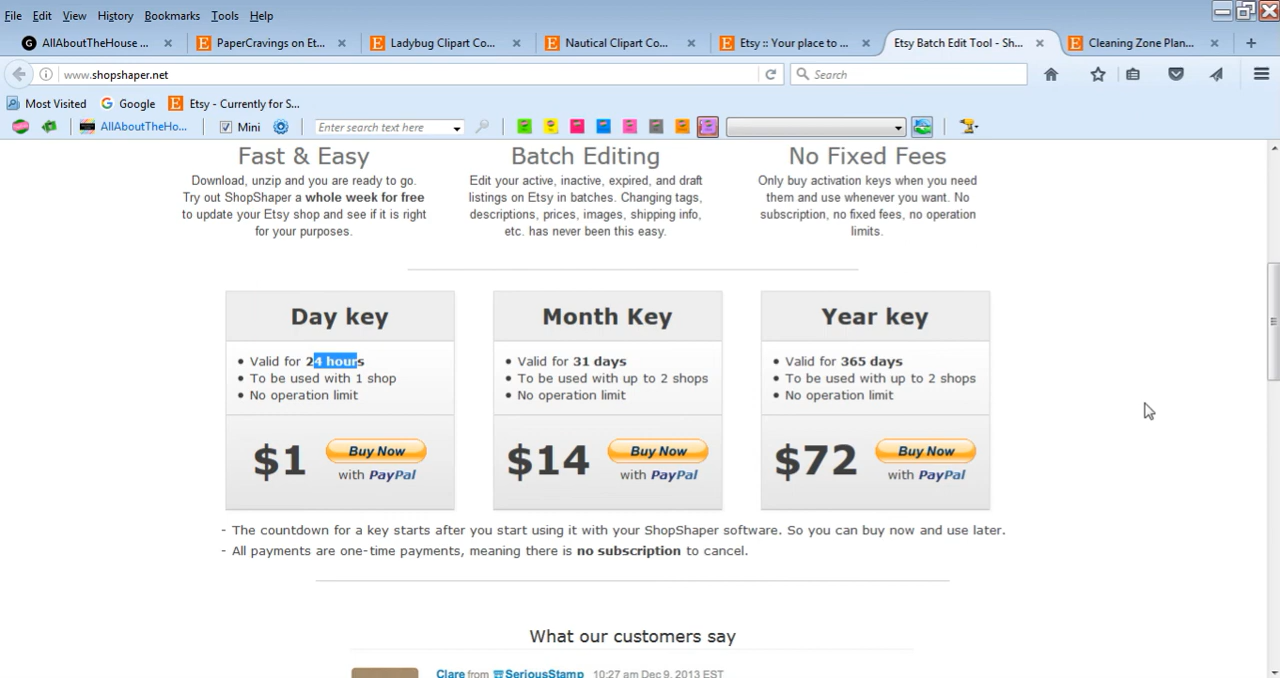 File Edit View History Bookmarks Tools Help
AllAboutTheHouse ... PaperCravings on Et... Ladybug Clipart Co... Nautical Clipart Co... Etsy :: Your place to ... Etsy Batch Edit Tool - Sh... Cleaning Zone Plan...
www.shopshaper.net Search
Most Visited Google Etsy - Currently for S...
AllAboutTheHo... Mini Enter search text here
Fast & Easy
Download, unzip and you are ready to go.
Try out ShopShaper a whole week for free
to update your Etsy shop and see if it is right
for your purposes.
Batch Editing
Edit your active, inactive, expired, and draft
listings on Etsy in batches. Changing tags,
descriptions, prices, images, shipping info,
etc. has never been this easy.
No Fixed Fees
Only buy activation keys when you need
them and use whenever you want. No
subscription, no fixed fees, no operation
limits.
Day key
• Valid for 24 hours
• To be used with 1 shop
• No operation limit
$1 Buy Now
with PayPal
Month Key
• Valid for 31 days
• To be used with up to 2 shops
• No operation limit
$14 Buy Now
with PayPal
Year key
• Valid for 365 days
• To be used with up to 2 shops
• No operation limit
$72 Buy Now
with PayPal
- The countdown for a key starts after you start using it with your ShopShaper software. So you can buy now and use later.
- All payments are one-time payments, meaning there is no subscription to cancel.
What our customers say
Clare from SeriousStamp 10:27 am Dec 9, 2013 EST